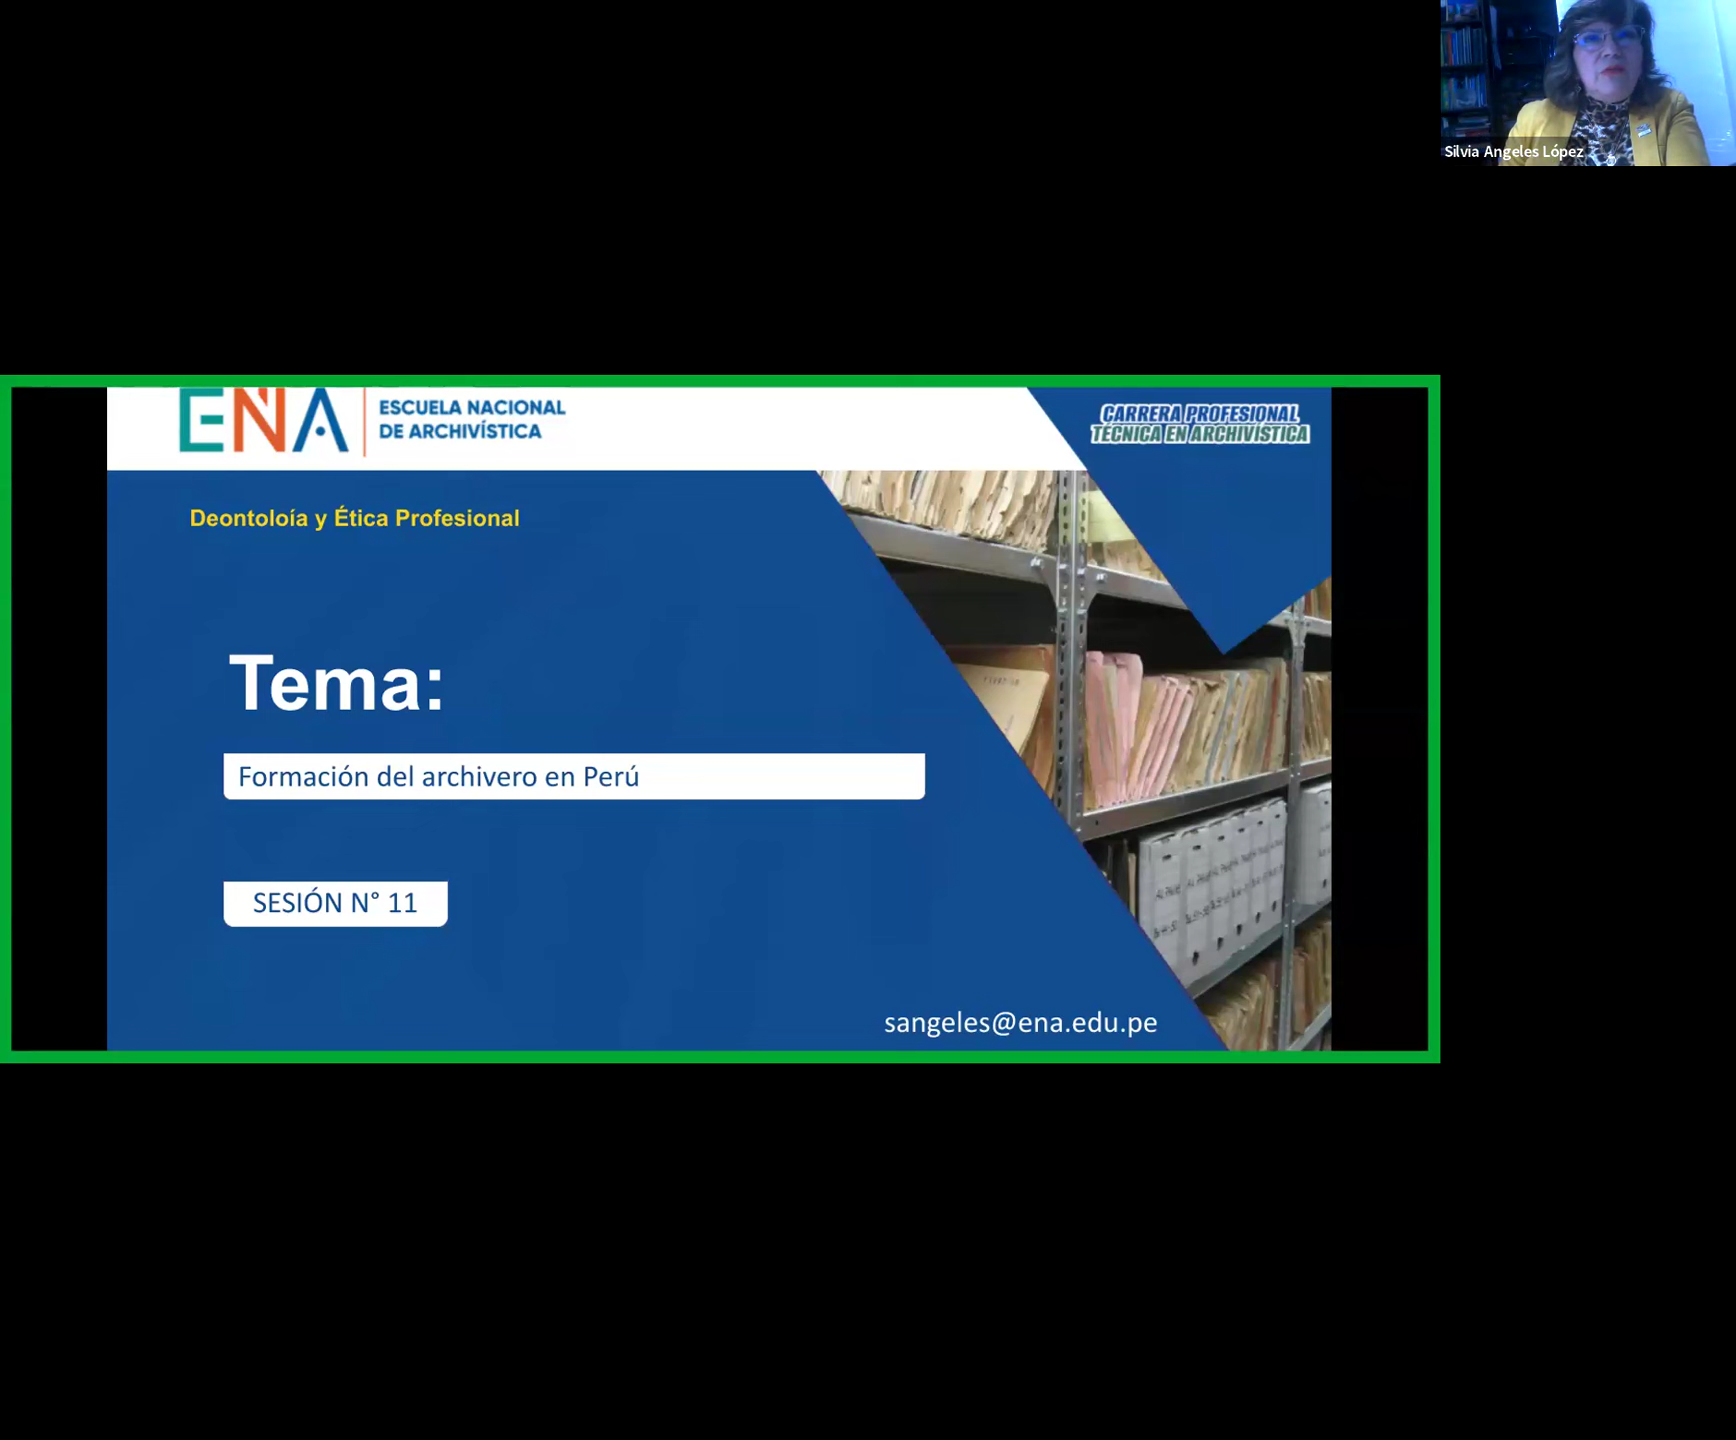 Silvia Angeles López
ENA
ESCUELA NACIONAL
DE ARCHIVÍSTICA
CARRERA PROFESIONAL
TÉCNICA EN ARCHIVÍSTICA
Deontoloía y Ética Profesional
Tema:
Formación del archivero en Perú
SESIÓN N° 11
sangeles@ena.edu.pe